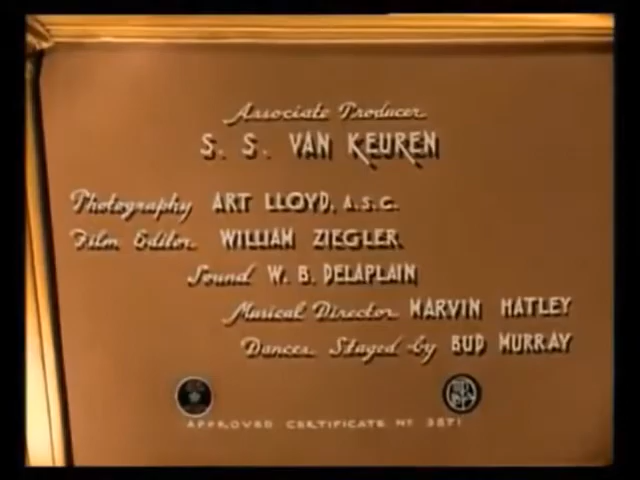 Associate Producer
S. S. VAN KEUREN
Photography ART LLOYD, A.S.C.
Film Editor WILLIAM ZIEGLER
Sound W. B. DELAPLAIN
Musical Director MARVIN HATLEY
Dances Staged by BUD MURRAY
APPROVED CERTIFICATE Nº 3871